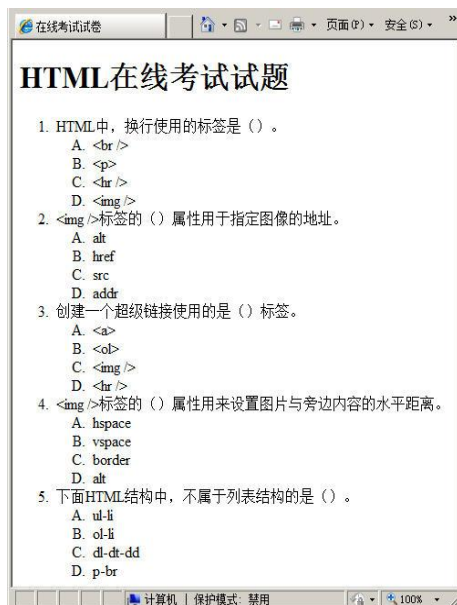 在线考试试卷
页面(P) 安全(S) »
HTML在线考试试题
1. HTML中，换行使用的标签是（）。
A. <br />
B. <p>
C. <hr />
D. <img />
2. <img />标签的（）属性用于指定图像的地址。
A. alt
B. href
C. src
D. addr
3. 创建一个超级链接使用的是（）标签。
A. <a>
B. <ol>
C. <img />
D. <hr />
4. <img />标签的（）属性用来设置图片与旁边内容的水平距离。
A. hspace
B. vspace
C. border
D. alt
5. 下面HTML结构中，不属于列表结构的是（）。
A. ul-li
B. ol-li
C. dl-dt-dd
D. p-br
计算机 | 保护模式: 禁用 100%